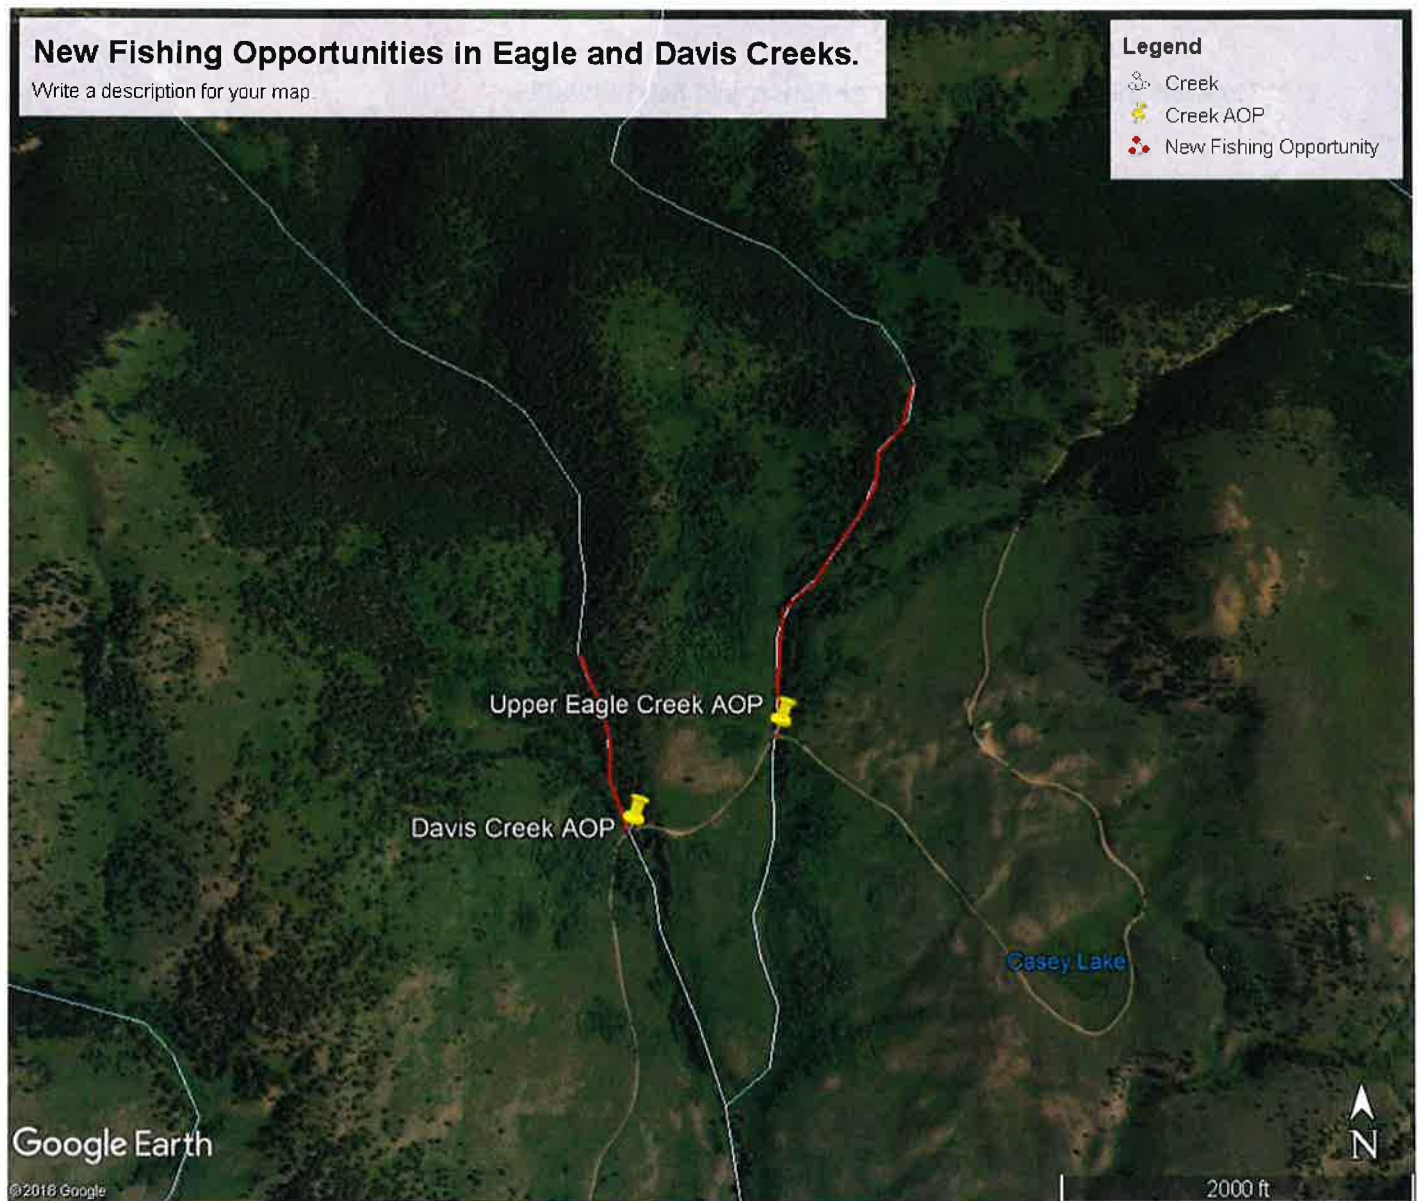 New Fishing Opportunities in Eagle and Davis Creeks.
Write a description for your map.
Legend
Creek
Creek AOP
New Fishing Opportunity
Upper Eagle Creek AOP
Davis Creek AOP
Casey Lake
Google Earth
©2018 Google
N
2000 ft